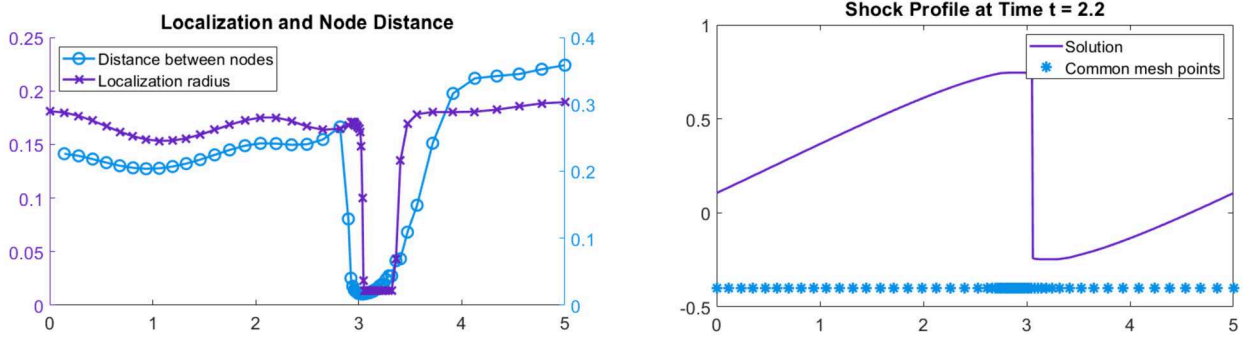 Localization and Node Distance
0.25
0.2
0.15
0.1
0.05
0
0.4
0.3
0.2
0.1
0
Distance between nodes
Localization radius
0 1 2 3 4 5
Shock Profile at Time t = 2.2
1
0.5
0
-0.5
Solution
Common mesh points
0 1 2 3 4 5